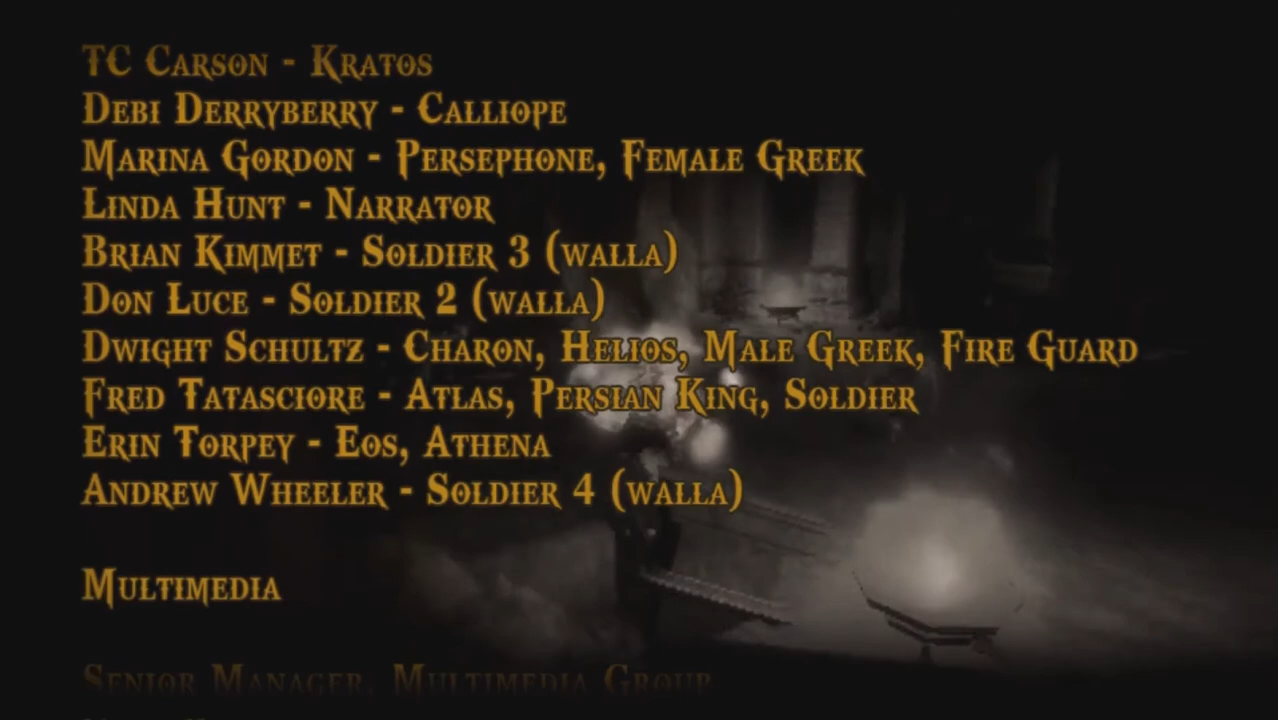 TC Carson - Kratos
Debi Derryberry - Calliope
Marina Gordon - Persephone, Female Greek
Linda Hunt - Narrator
Brian Kimmet - Soldier 3 (walla)
Don Luce - Soldier 2 (walla)
Dwight Schultz - Charon, Helios, Male Greek, Fire Guard
Fred Tatasciore - Atlas, Persian King, Soldier
Erin Torpey - Eos, Athena
Andrew Wheeler - Soldier 4 (walla)
Multimedia
Senior Manager, Multimedia Group